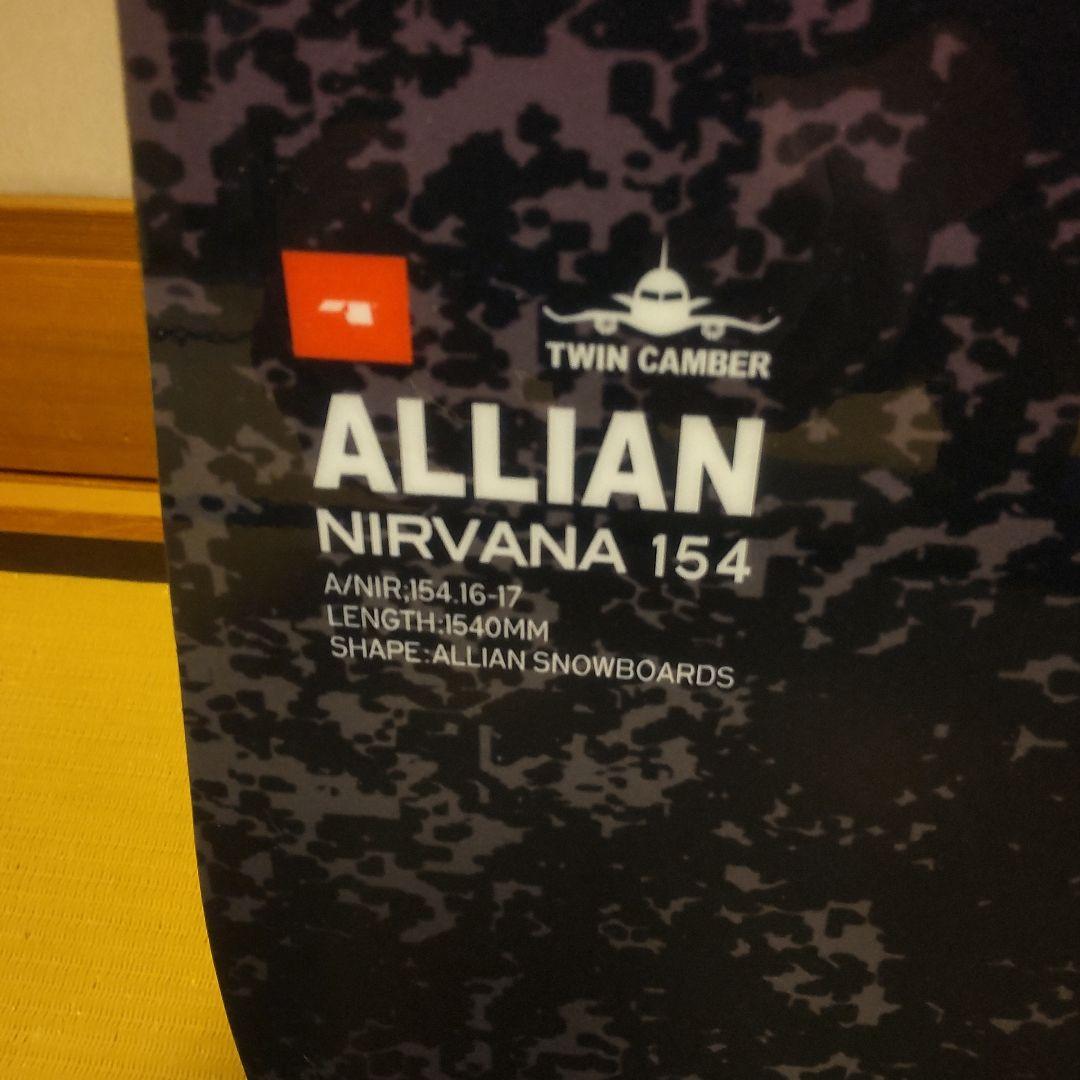 TWIN CAMBER
ALLIAN
NIRVANA 154
A/NIR;154.16-17
LENGTH:1540MM
SHAPE:ALLIAN SNOWBOARDS